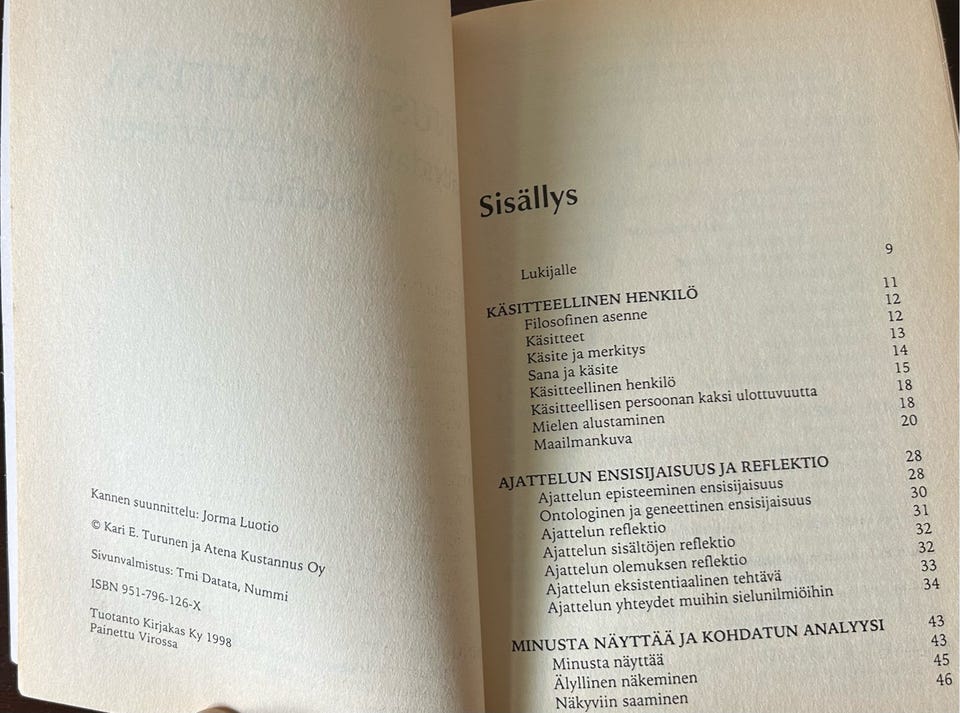 Kannen suunnittelu: Jorma Luotio
© Kari E. Turunen ja Atena Kustannus Oy
Sivunvalmistus: Tmi Datata, Nummi
ISBN 951-796-126-X
Tuotanto Kirjakas Ky 1998
Painettu Virossa
Sisällys
Lukijalle 9
KÄSITTEELLINEN HENKILÖ 11
Filosofinen asenne 12
Käsitteet 12
Käsite ja merkitys 13
Sana ja käsite 14
Käsitteellinen henkilö 15
Käsitteellisen persoonan kaksi ulottuvuutta 18
Mielen alustaminen 18
Maailmankuva 20
AJATTELUN ENSISIJAISUUS JA REFLEKTIO 28
Ajattelun episteeminen ensisijaisuus 28
Ontologinen ja geneettinen ensisijaisuus 30
Ajattelun reflektio 31
Ajattelun sisältöjen reflektio 32
Ajattelun olemuksen reflektio 32
Ajattelun eksistentiaalinen tehtävä 33
Ajattelun yhteydet muihin sielunilmiöihin 34
MINUSTA NÄYTTÄÄ JA KOHDATUN ANALYYSI 43
Minusta näyttää 43
Älyllinen näkeminen 45
Näkyviin saaminen 46